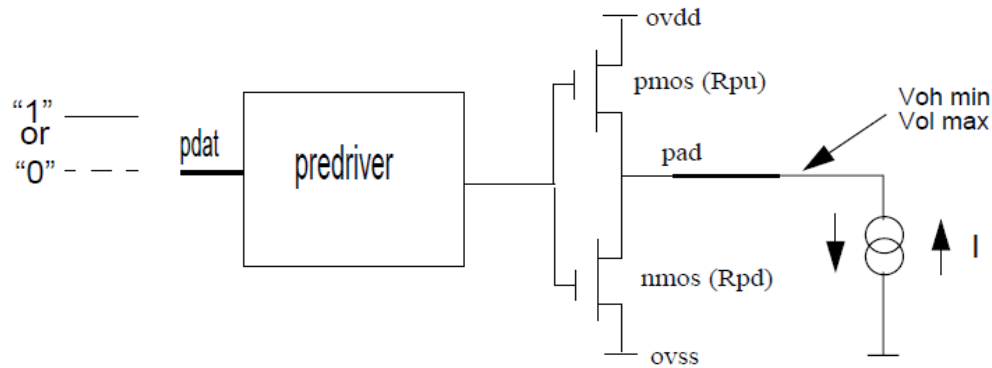 ovdd
pmos (Rpu)
Voh min
Vol max
"1"
or
"0"
pdat
predriver
pad
nmos (Rpd)
I
ovss